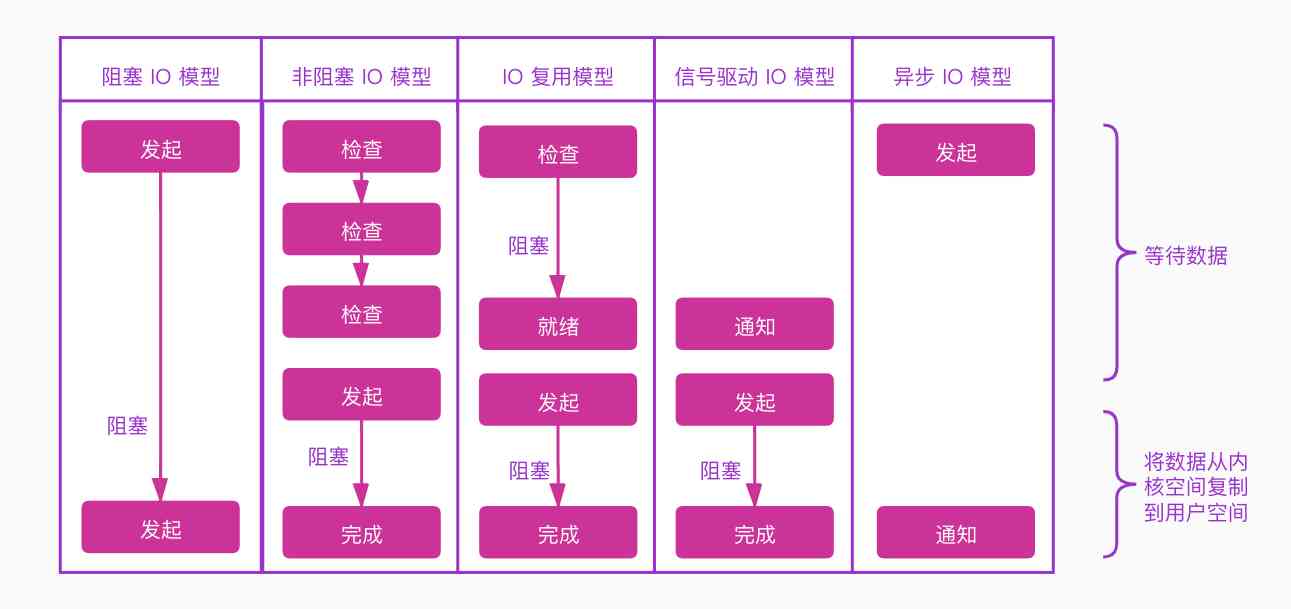 阻塞 IO 模型
非阻塞 IO 模型
IO 复用模型
信号驱动 IO 模型
异步 IO 模型
发起
阻塞
发起
检查
检查
检查
发起
阻塞
完成
检查
阻塞
就绪
发起
阻塞
完成
通知
发起
阻塞
完成
发起
通知
等待数据
将数据从内
核空间复制
到用户空间